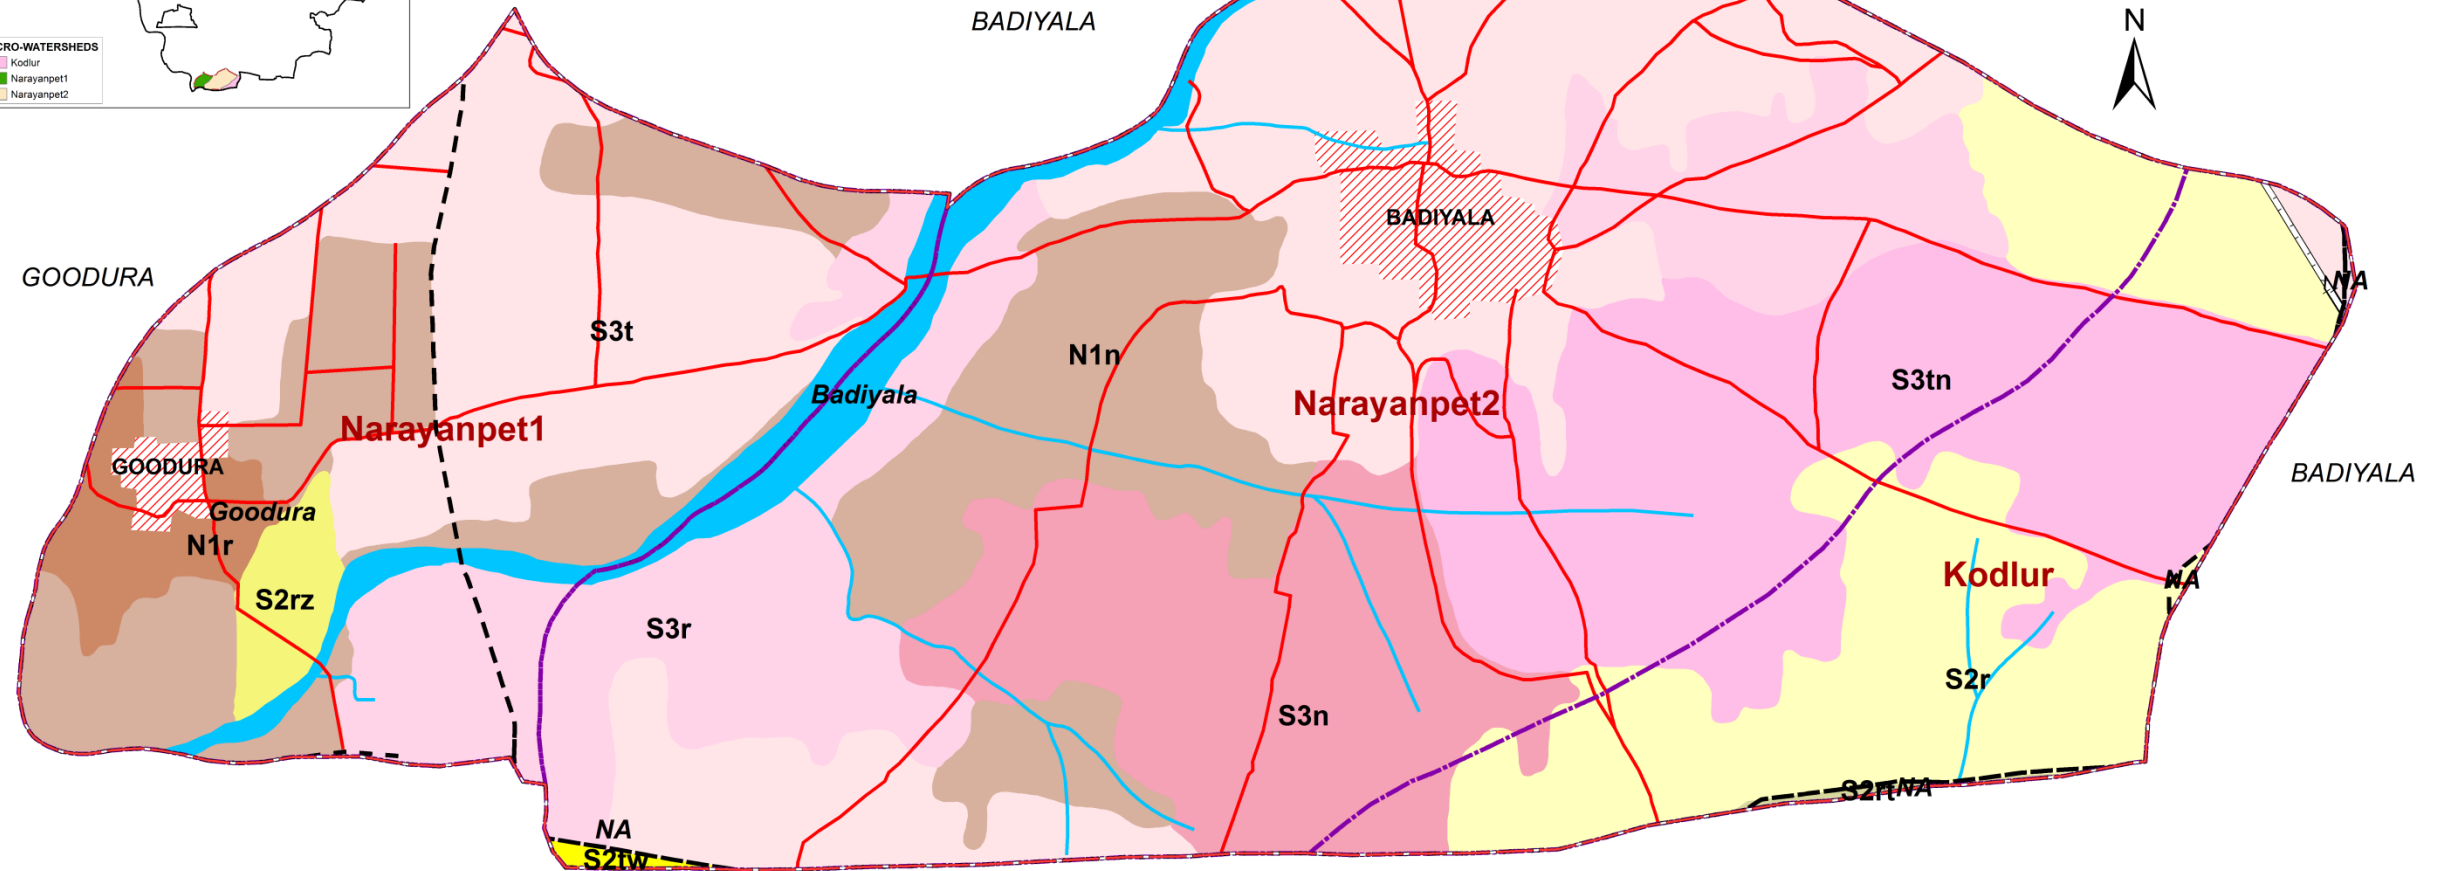 BADIYALA
N
CRO-WATERSHEDS
Kodlur
Narayanpet1
Narayanpet2
BADIYALA
GOODURA
NA
S3t
N1n
S3tn
Badiyala
Narayanpet2
Narayanpet1
GOODURA
BADIYALA
Goodura
N1r
Kodlur
NA
S2rz
S3r
S2r
S3n
S2rt
NA
NA
S2tw